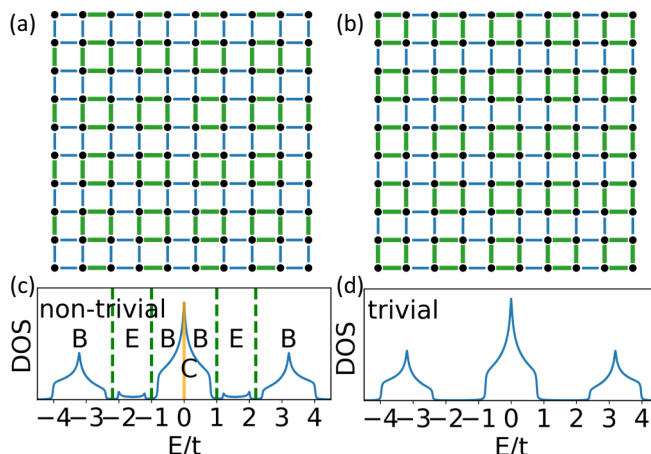 (a)
(b)
(c)
non-trivial
B
E
B
B
E
B
C
DOS
−4 −3 −2 −1 0 1 2 3 4
E/t
(d)
trivial
DOS
−4 −3 −2 −1 0 1 2 3 4
E/t